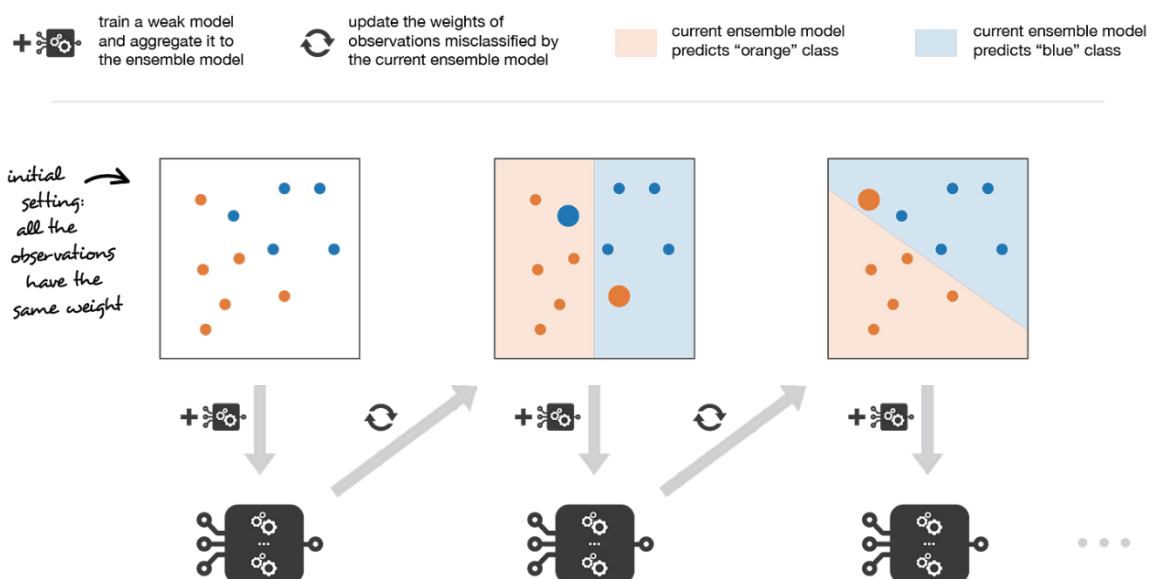 train a weak model
and aggregate it to
the ensemble model
update the weights of
observations misclassified by
the current ensemble model
current ensemble model
predicts “orange” class
current ensemble model
predicts “blue” class
initial
setting:
all the
observations
have the
same weight